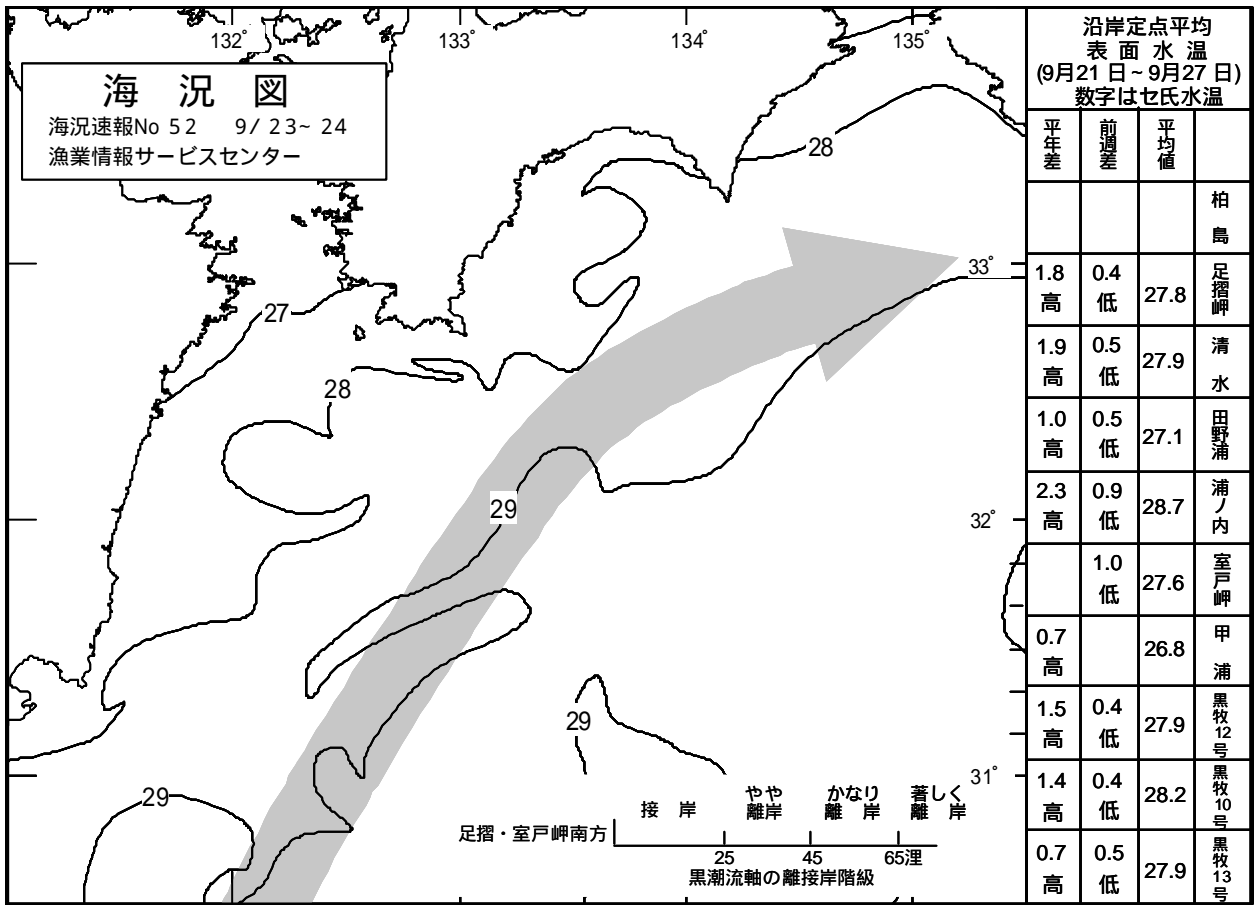 132°
133°
134°
135°
海 況 図
海況速報No 52 9/ 23~ 24
漁業情報サービスセンター
28
27
28
29
29
29
33°
32°
31°
接 岸
やや
離岸
かなり
離 岸
著しく
離 岸
足摺・室戸岬南方
25
45
65浬
黒潮流軸の離接岸階級
沿岸定点平均
表 面 水 温
(9月21 日~ 9月27 日)
数字はセ氏水温
平年差 前週差 平均値
柏島
1.8高 0.4低 27.8 足摺岬
1.9高 0.5低 27.9 清水
1.0高 0.5低 27.1 田野浦
2.3高 0.9低 28.7 浦ノ内
1.0低 27.6 室戸岬
0.7高 26.8 甲浦
1.5高 0.4低 27.9 黒牧12号
1.4高 0.4低 28.2 黒牧10号
0.7高 0.5低 27.9 黒牧13号